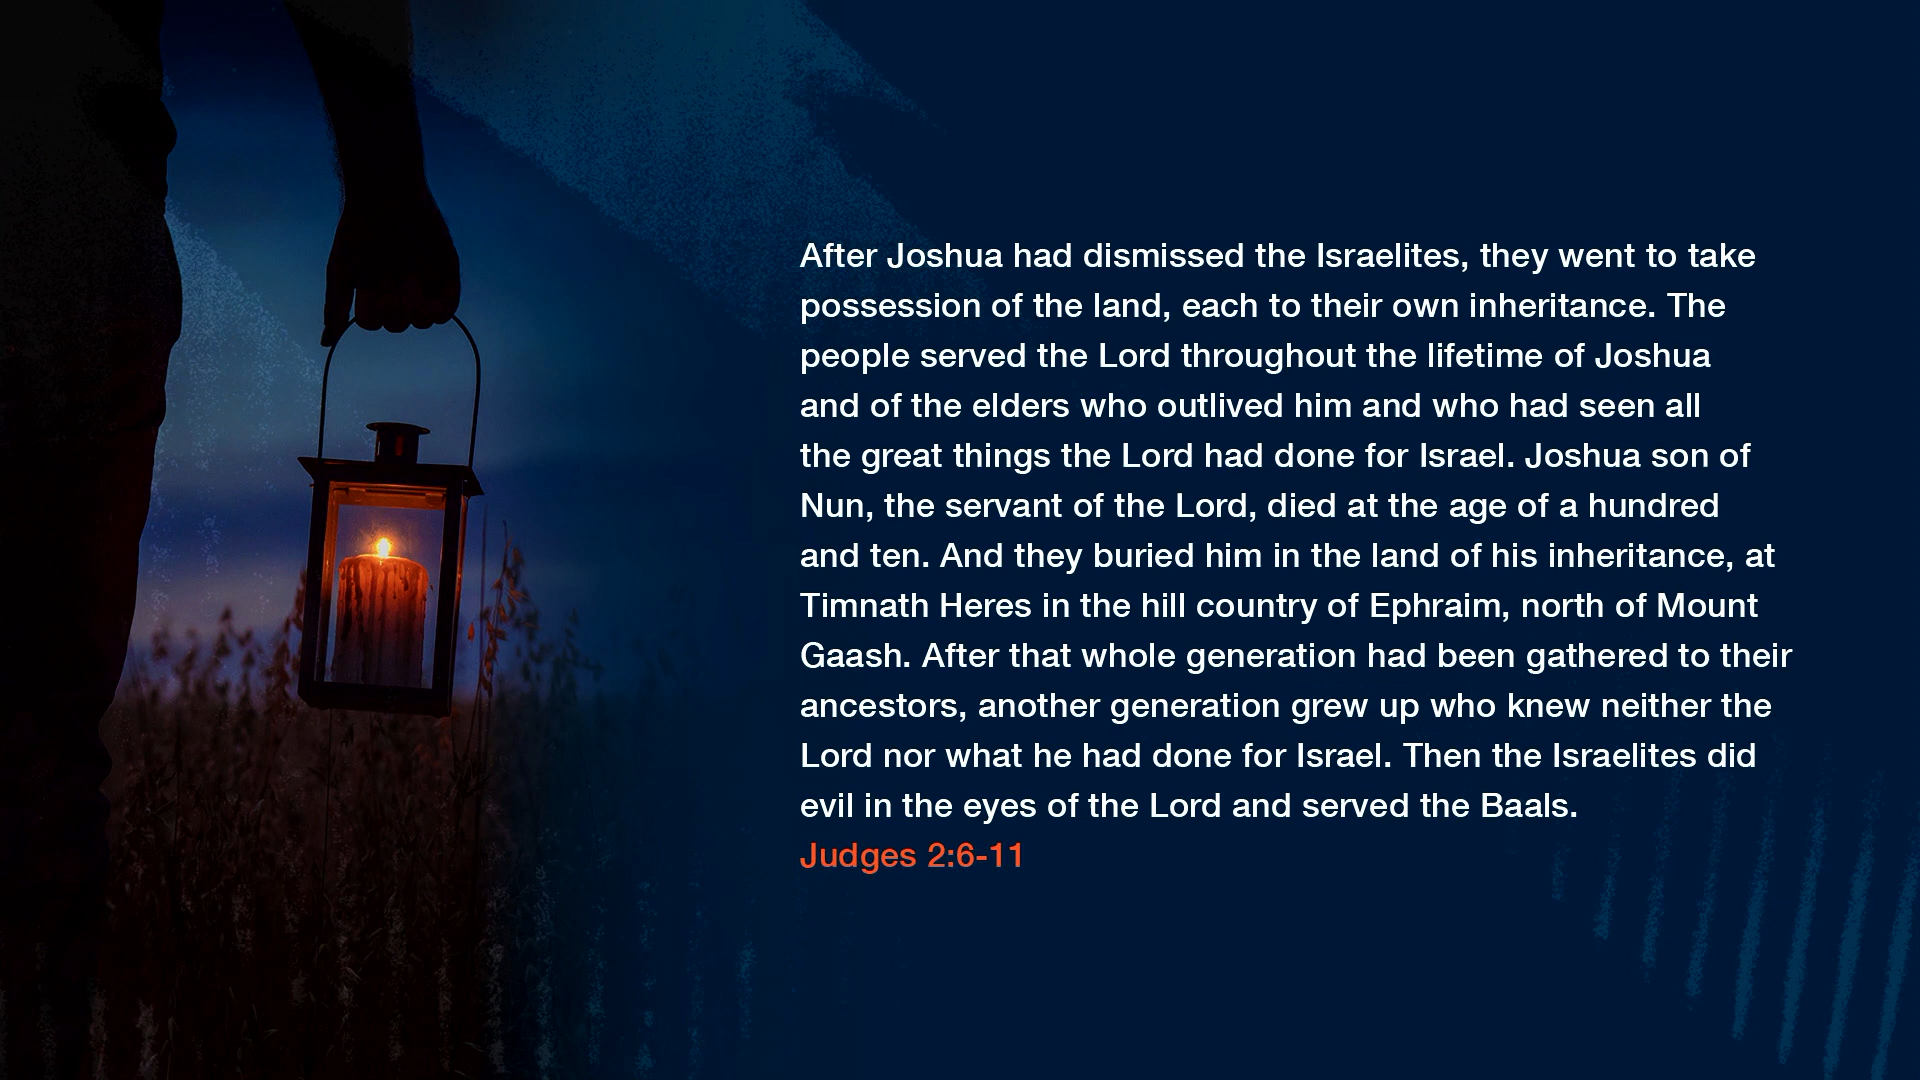 After Joshua had dismissed the Israelites, they went to take
possession of the land, each to their own inheritance. The
people served the Lord throughout the lifetime of Joshua
and of the elders who outlived him and who had seen all
the great things the Lord had done for Israel. Joshua son of
Nun, the servant of the Lord, died at the age of a hundred
and ten. And they buried him in the land of his inheritance, at
Timnath Heres in the hill country of Ephraim, north of Mount
Gaash. After that whole generation had been gathered to their
ancestors, another generation grew up who knew neither the
Lord nor what he had done for Israel. Then the Israelites did
evil in the eyes of the Lord and served the Baals.
Judges 2:6-11